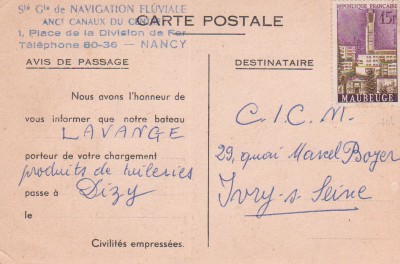 Sté Gle de NAVIGATION FLUVIALE
ANCt CANAUX DU
1, Place de la Division de Fer
Téléphone 80-36 — NANCY
CARTE POSTALE
REPUBLIQUE FRANÇAISE
15F
MAUBEUGE
AVIS DE PASSAGE
DESTINATAIRE
Nous avons l'honneur de
vous informer que notre bateau
LAVANGE
porteur de votre chargement
produits de tuileries
passe à Dizy
le
Civilités empressées.
C.I.C.M.
29, quai Marcel Boyer
Ivry-s-Seine